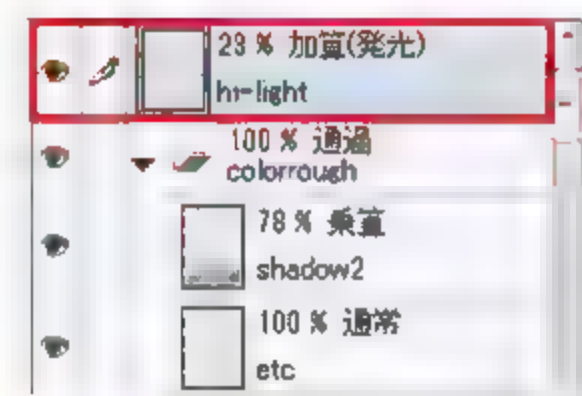 23 % 加算(発光)
hi-light
100 % 通過
colorrough
78 % 乗算
shadow2
100 % 通常
etc